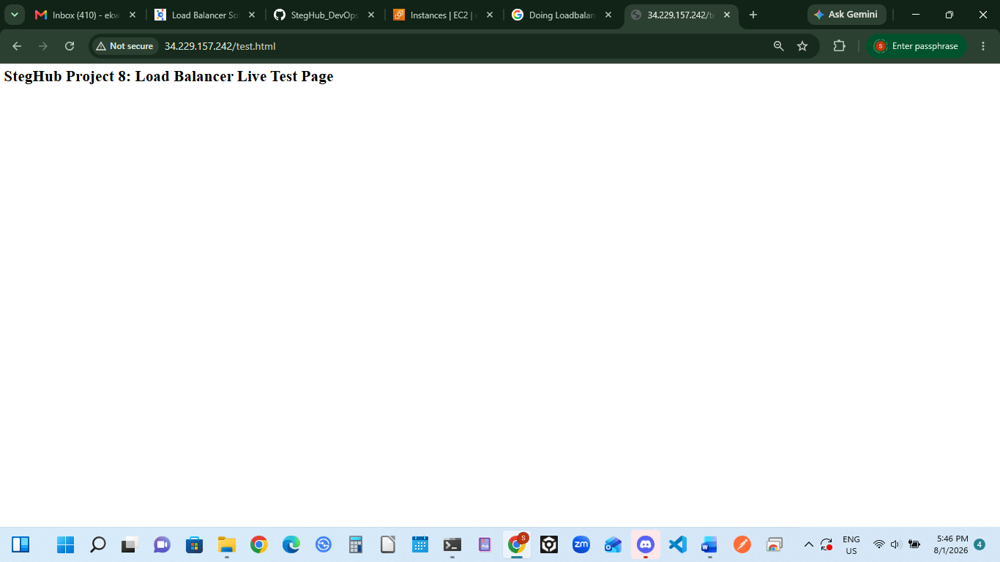 Inbox (410) - ekw
Load Balancer So
StegHub_DevOps
Instances | EC2 | u
Doing Loadbalan
34.229.157.242/te
Ask Gemini
Not secure
34.229.157.242/test.html
S
Enter passphrase
StegHub Project 8: Load Balancer Live Test Page
S
zm
ENG
US
5:46 PM
8/1/2026
4